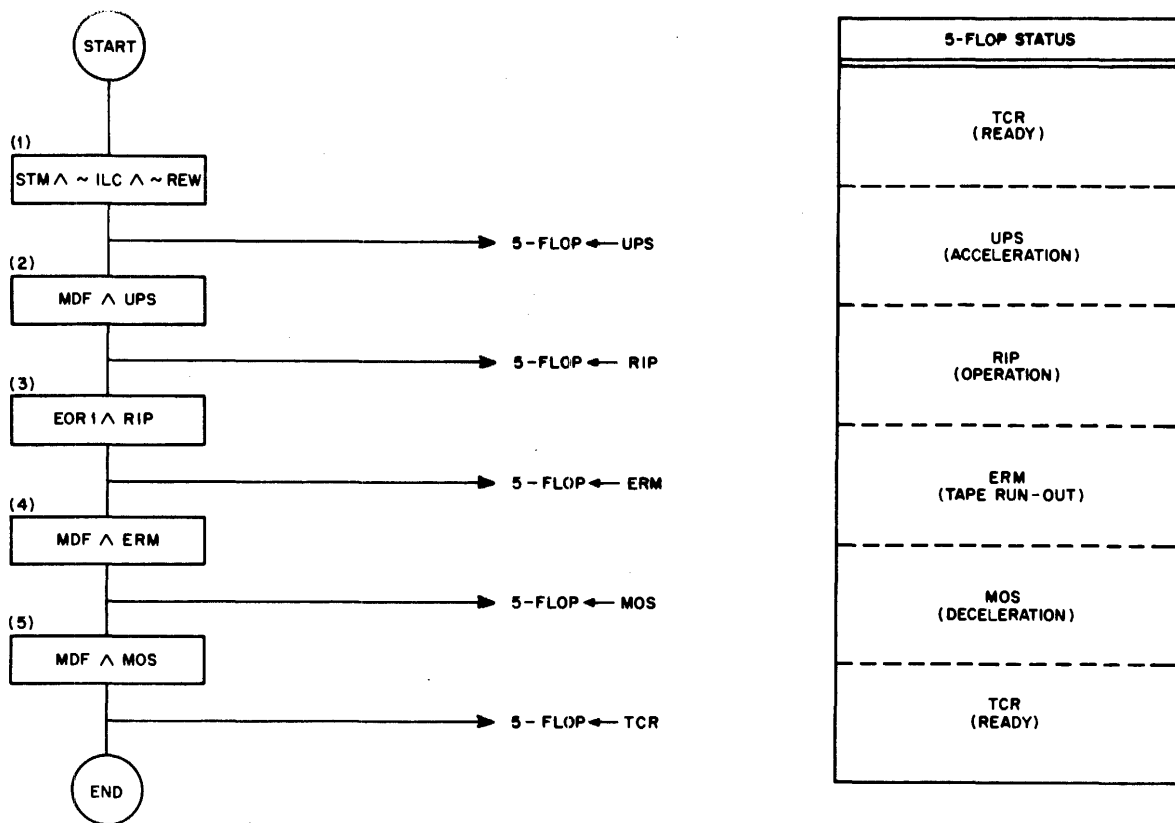 START
(1)
STM ∧ ~ ILC ∧ ~ REW
5-FLOP ← UPS
(2)
MDF ∧ UPS
5-FLOP ← RIP
(3)
EOR1 ∧ RIP
5-FLOP ← ERM
(4)
MDF ∧ ERM
5-FLOP ← MOS
(5)
MDF ∧ MOS
5-FLOP ← TCR
END
5-FLOP STATUS
TCR
(READY)
UPS
(ACCELERATION)
RIP
(OPERATION)
ERM
(TAPE RUN-OUT)
MOS
(DECELERATION)
TCR
(READY)